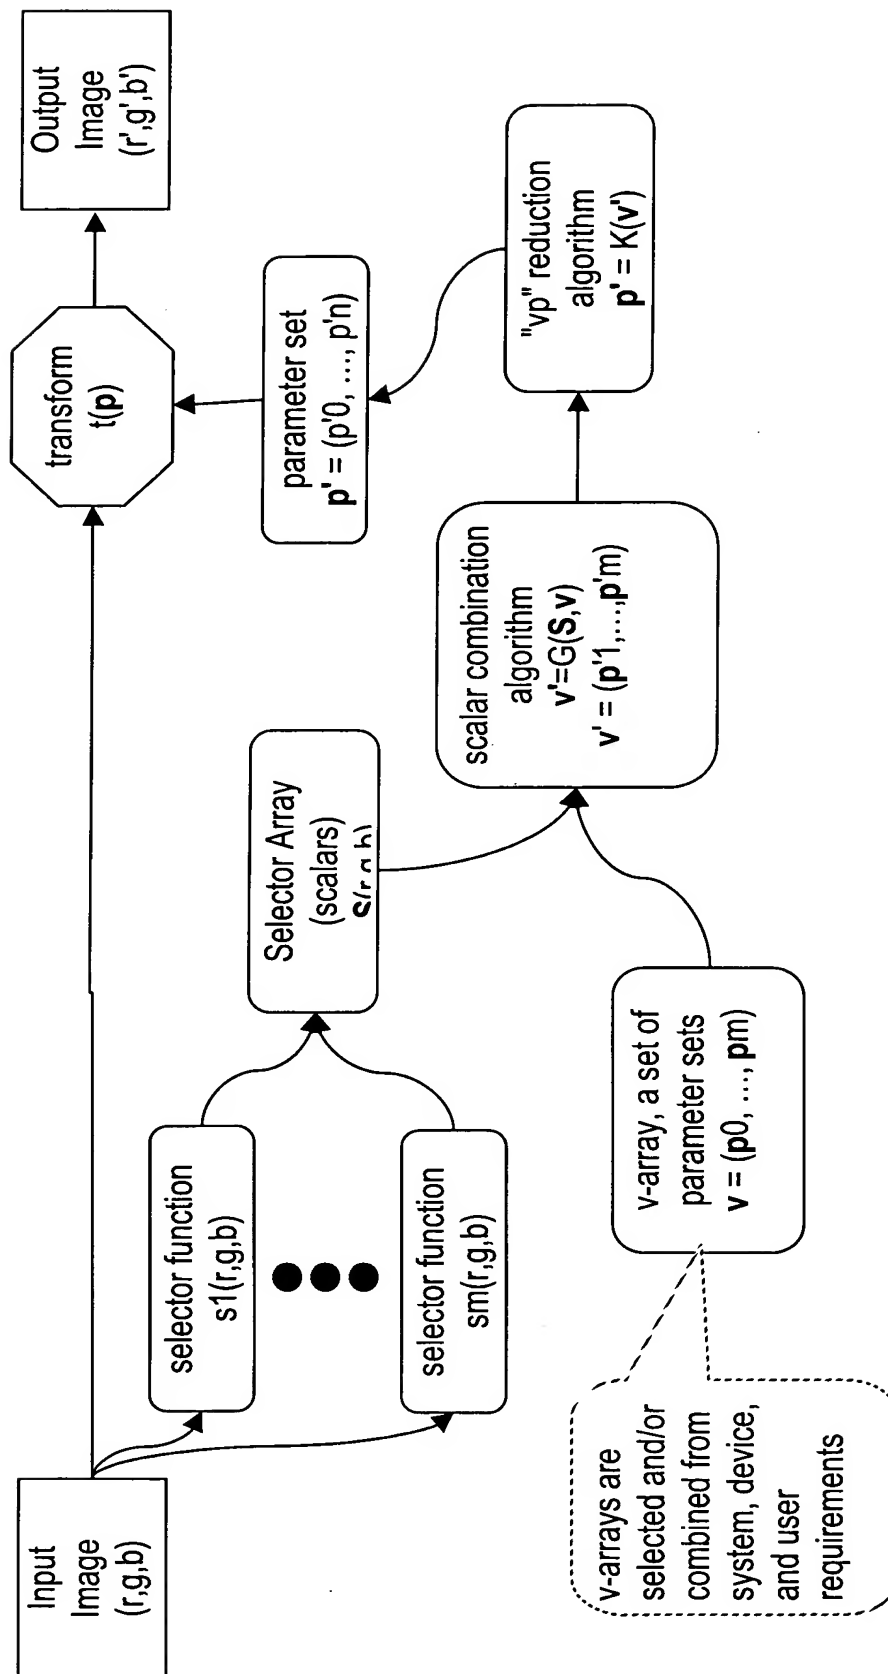 Input
Image
(r,g,b)
selector function
s1(r,g,b)
selector function
sm(r,g,b)
v-arrays are
selected and/or
combined from
system, device,
and user
requirements
v-array, a set of
parameter sets
v = (p0, ..., pm)
Selector Array
(scalars)
S(r,g,b)
scalar combination
algorithm
v'=G(S,v)
v' = (p'1,...,p'm)
"vp" reduction
algorithm
p' = K(v')
parameter set
p' = (p'0, ..., p'n)
transform
t(p)
Output
Image
(r',g',b')